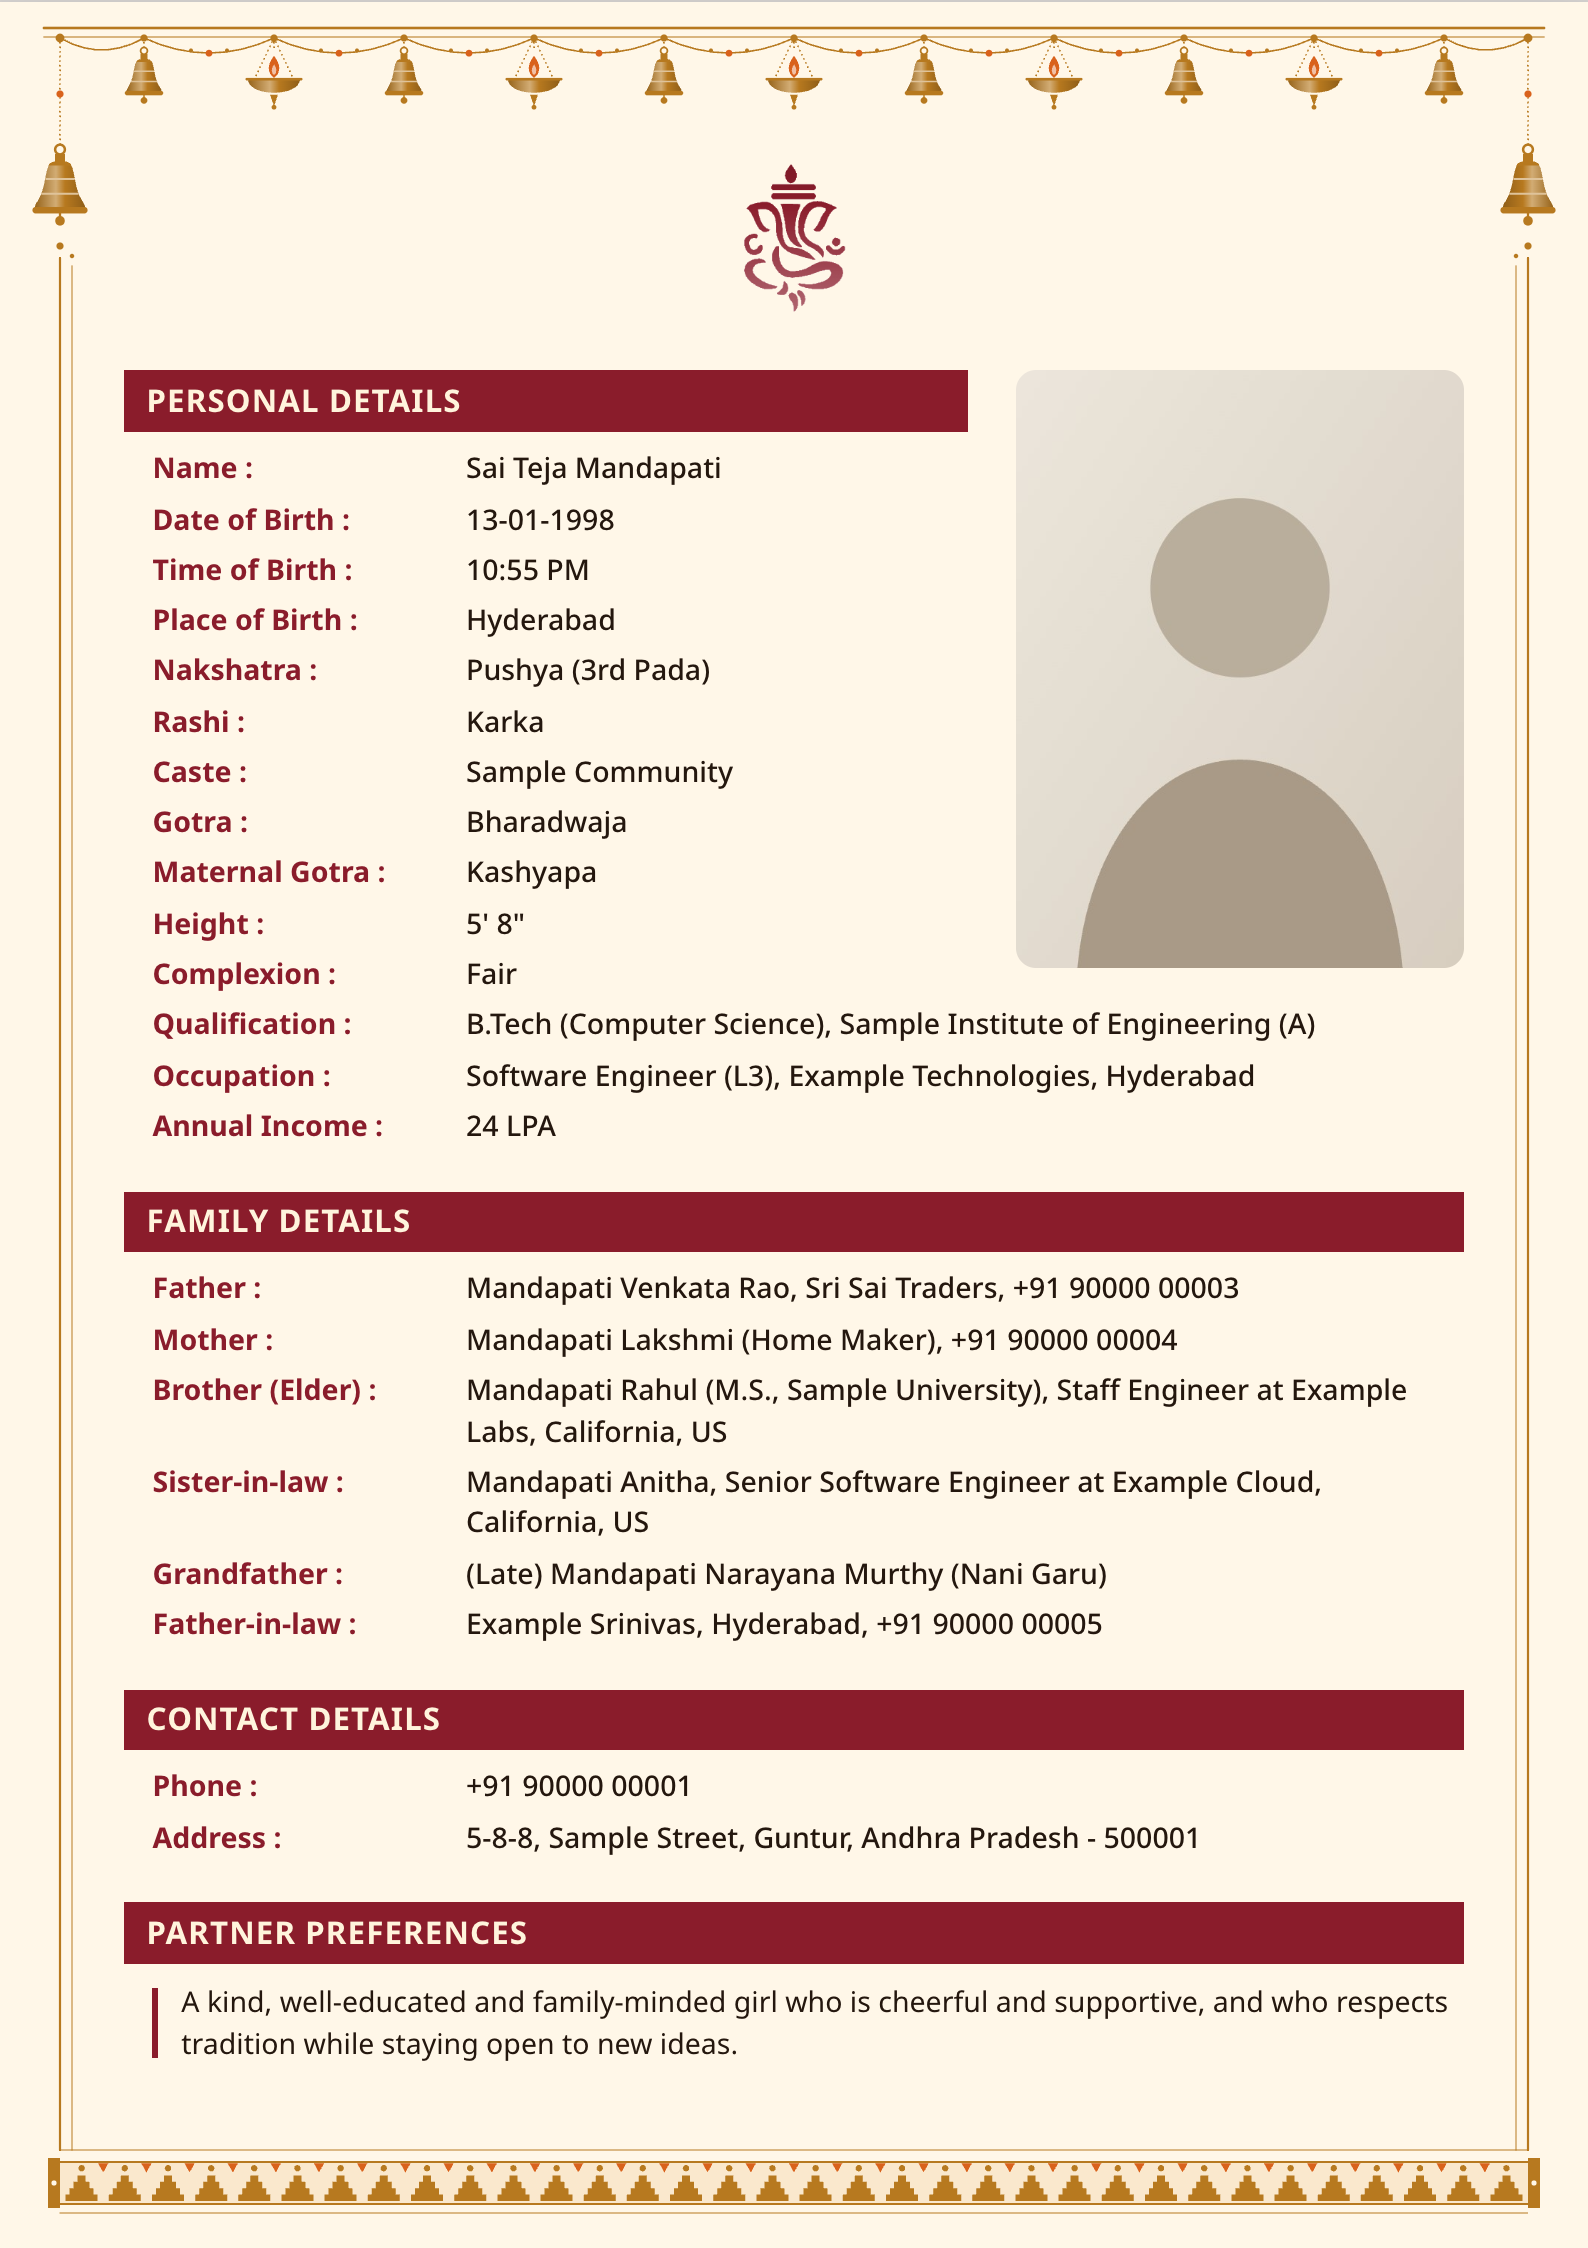 PERSONAL DETAILS
Name : Sai Teja Mandapati
Date of Birth : 13-01-1998
Time of Birth : 10:55 PM
Place of Birth : Hyderabad
Nakshatra : Pushya (3rd Pada)
Rashi : Karka
Caste : Sample Community
Gotra : Bharadwaja
Maternal Gotra : Kashyapa
Height : 5' 8"
Complexion : Fair
Qualification : B.Tech (Computer Science), Sample Institute of Engineering (A)
Occupation : Software Engineer (L3), Example Technologies, Hyderabad
Annual Income : 24 LPA
FAMILY DETAILS
Father : Mandapati Venkata Rao, Sri Sai Traders, +91 90000 00003
Mother : Mandapati Lakshmi (Home Maker), +91 90000 00004
Brother (Elder) : Mandapati Rahul (M.S., Sample University), Staff Engineer at Example
Labs, California, US
Sister-in-law : Mandapati Anitha, Senior Software Engineer at Example Cloud,
California, US
Grandfather : (Late) Mandapati Narayana Murthy (Nani Garu)
Father-in-law : Example Srinivas, Hyderabad, +91 90000 00005
CONTACT DETAILS
Phone : +91 90000 00001
Address : 5-8-8, Sample Street, Guntur, Andhra Pradesh - 500001
PARTNER PREFERENCES
A kind, well-educated and family-minded girl who is cheerful and supportive, and who respects
tradition while staying open to new ideas.